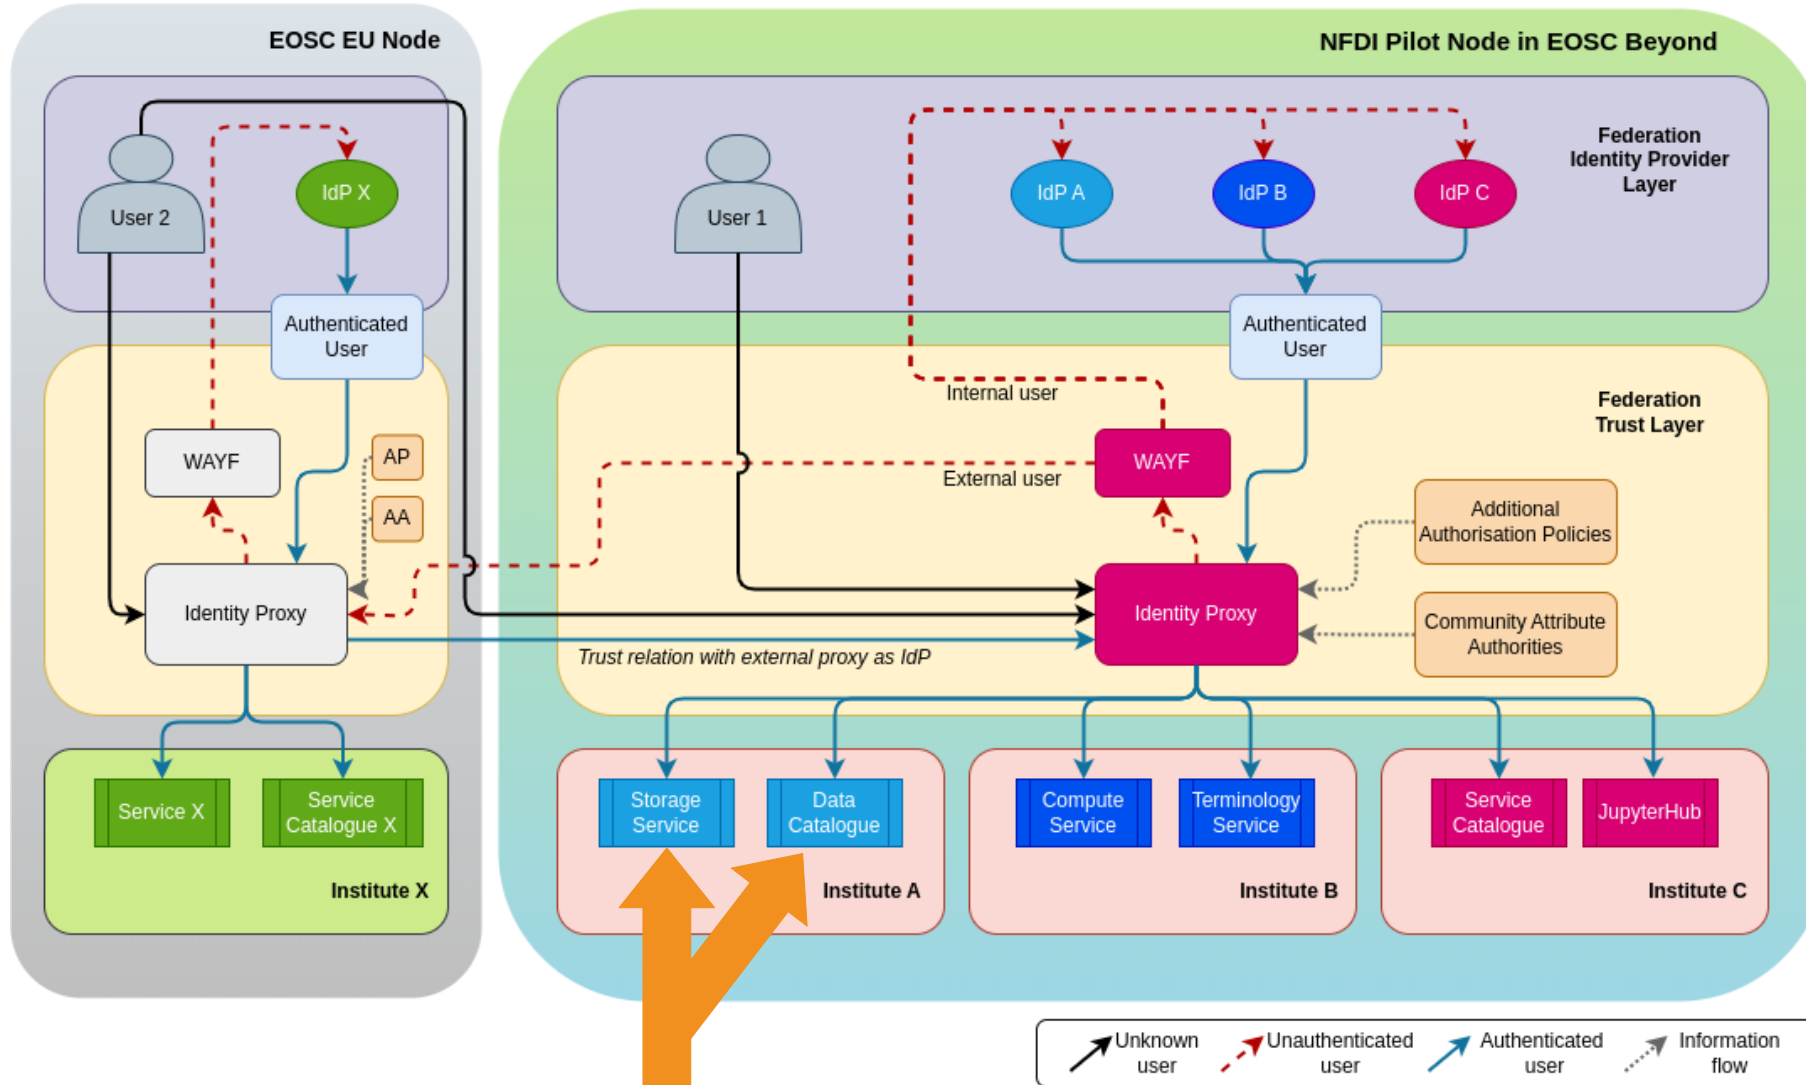 EOSC EU Node
User 2
IdP X
Authenticated
User
WAYF
AP
AA
Identity Proxy
Service X
Service
Catalogue X
Institute X
NFDI Pilot Node in EOSC Beyond
User 1
IdP A
IdP B
IdP C
Federation
Identity Provider
Layer
Authenticated
User
Internal user
External user
WAYF
Federation
Trust Layer
Additional
Authorisation Policies
Identity Proxy
Community Attribute
Authorities
Trust relation with external proxy as IdP
Storage
Service
Data
Catalogue
Institute A
Compute
Service
Terminology
Service
Institute B
Service
Catalogue
JupyterHub
Institute C
Unknown
user
Unauthenticated
user
Authenticated
user
Information
flow